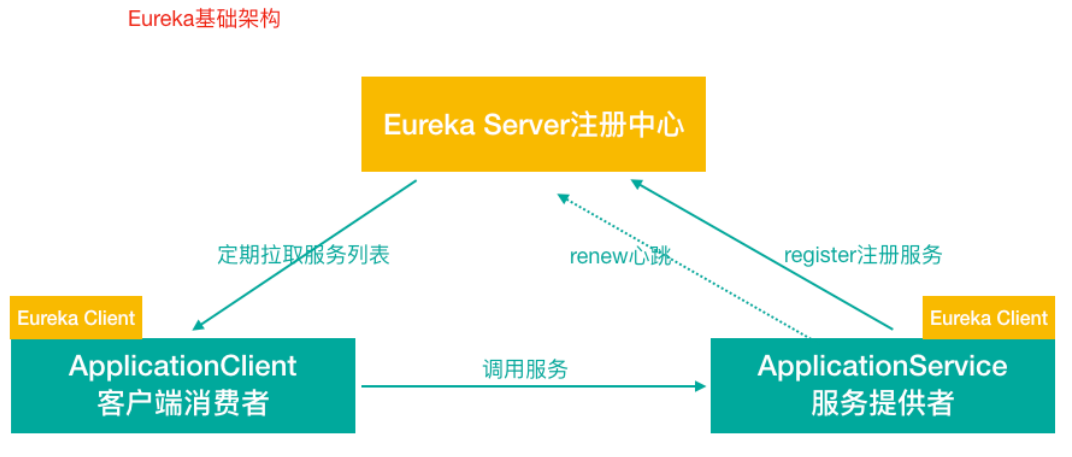 Eureka基础架构
Eureka Server注册中心
定期拉取服务列表
renew心跳
register注册服务
Eureka Client
Eureka Client
ApplicationClient
客户端消费者
调用服务
ApplicationService
服务提供者